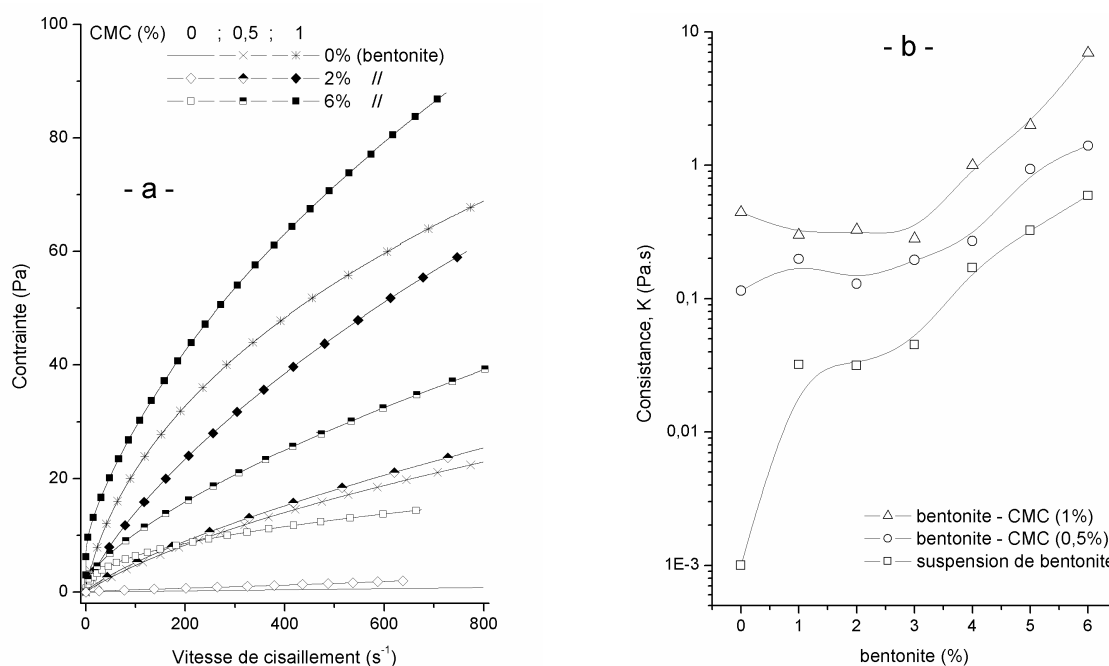 100
80
60
40
20
0
Contrainte (Pa)
CMC (%) 0 ; 0,5 ; 1
0% (bentonite)
2% //
6% //
- a -
0 200 400 600 800
Vitesse de cisaillement (s⁻¹)
- b -
10
1
0,1
0,01
1E-3
Consistance, K (Pa.s)
bentonite - CMC (1%)
bentonite - CMC (0,5%)
suspension de bentonite
0 1 2 3 4 5 6
bentonite (%)